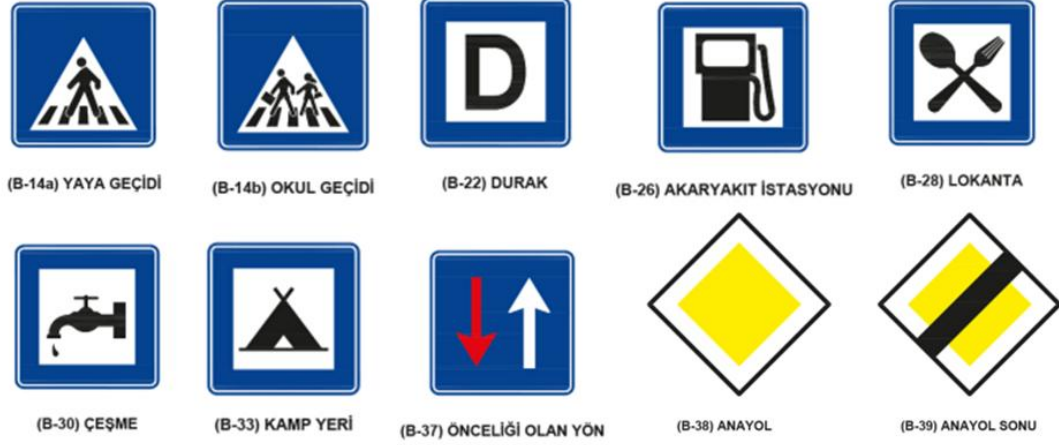 D
(B-14a) YAYA GEÇİDİ
(B-14b) OKUL GEÇİDİ
(B-22) DURAK
(B-26) AKARYAKIT İSTASYONU
(B-28) LOKANTA
(B-30) ÇEŞME
(B-33) KAMP YERİ
(B-37) ÖNCELİĞİ OLAN YÖN
(B-38) ANAYOL
(B-39) ANAYOL SONU